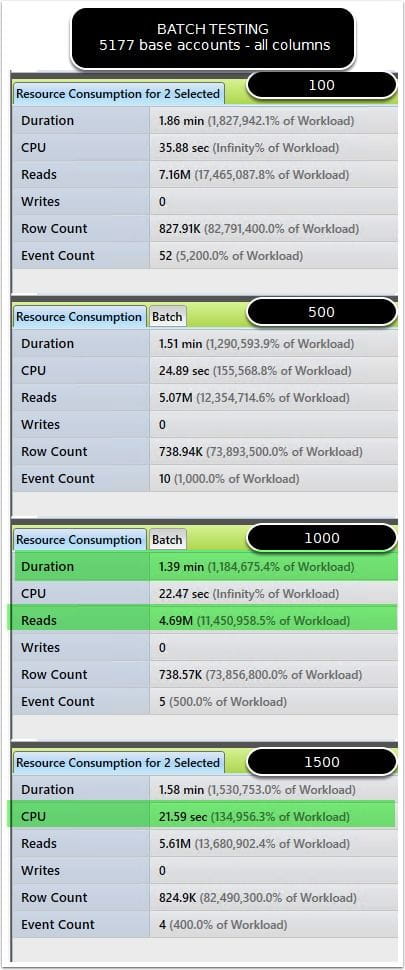 BATCH TESTING
5177 base accounts - all columns
100
Resource Consumption for 2 Selected
Duration 1.86 min (1,827,942.1% of Workload)
CPU 35.88 sec (Infinity% of Workload)
Reads 7.16M (17,465,087.8% of Workload)
Writes 0
Row Count 827.91K (82,791,400.0% of Workload)
Event Count 52 (5,200.0% of Workload)
500
Resource Consumption Batch
Duration 1.51 min (1,290,593.9% of Workload)
CPU 24.89 sec (155,568.8% of Workload)
Reads 5.07M (12,354,714.6% of Workload)
Writes 0
Row Count 738.94K (73,893,500.0% of Workload)
Event Count 10 (1,000.0% of Workload)
1000
Resource Consumption Batch
Duration 1.39 min (1,184,675.4% of Workload)
CPU 22.47 sec (Infinity% of Workload)
Reads 4.69M (11,450,958.5% of Workload)
Writes 0
Row Count 738.57K (73,856,800.0% of Workload)
Event Count 5 (500.0% of Workload)
1500
Resource Consumption for 2 Selected
Duration 1.58 min (1,530,753.0% of Workload)
CPU 21.59 sec (134,956.3% of Workload)
Reads 5.61M (13,680,902.4% of Workload)
Writes 0
Row Count 824.9K (82,490,300.0% of Workload)
Event Count 4 (400.0% of Workload)